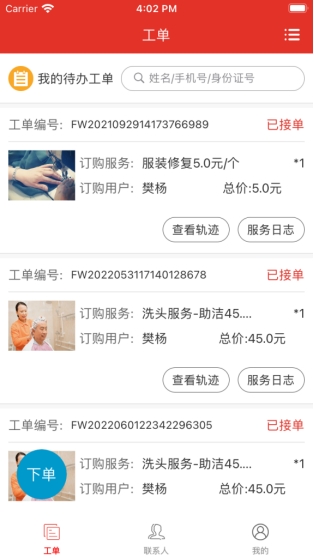 Carrier 4:02 PM
工单
我的待办工单 姓名/手机号/身份证号
工单编号: FW2021092914173766989 已接单
订购服务: 服装修复5.0元/个 *1
订购用户: 樊杨 总价:5.0元
查看轨迹 服务日志
工单编号: FW2022053117140128678 已接单
订购服务: 洗头服务-助洁45.... *1
订购用户: 樊杨 总价:45.0元
查看轨迹 服务日志
工单编号: FW2022060122342296305 已接单
订购服务: 洗头服务-助洁45.... *1
下单
订购用户: 樊杨 总价:45.0元
工单 联系人 我的